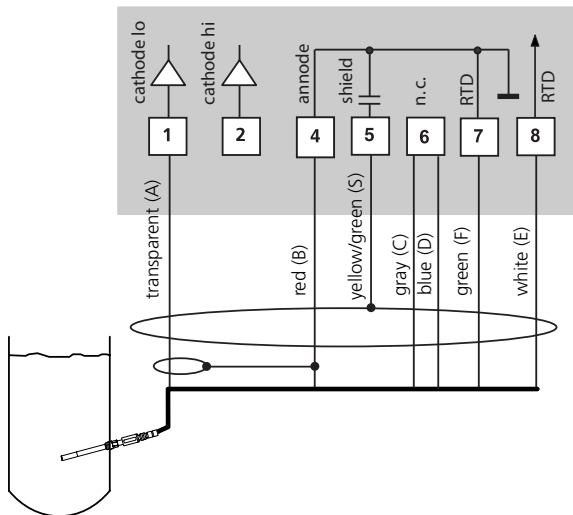 cathode lo
cathode hi
annode
shield
n.c.
RTD
RTD
1
2
4
5
6
7
8
transparent (A)
red (B)
yellow/green (S)
gray (C)
blue (D)
green (F)
white (E)